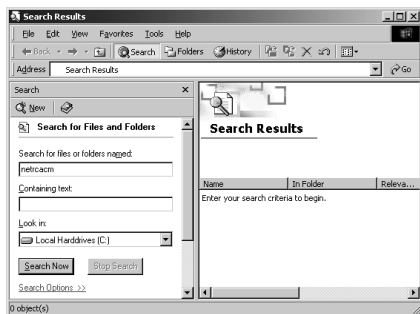 Search Results
File Edit View Favorites Tools Help
Back Search Folders History
Address Search Results Go
Search
New
Search for Files and Folders
Search for files or folders named:
netrcacm
Containing text:
Look in:
Local Harddrives (C:)
Search Now Stop Search
Search Options >>
Search Results
Name In Folder Releva...
Enter your search criteria to begin.
0 object(s)